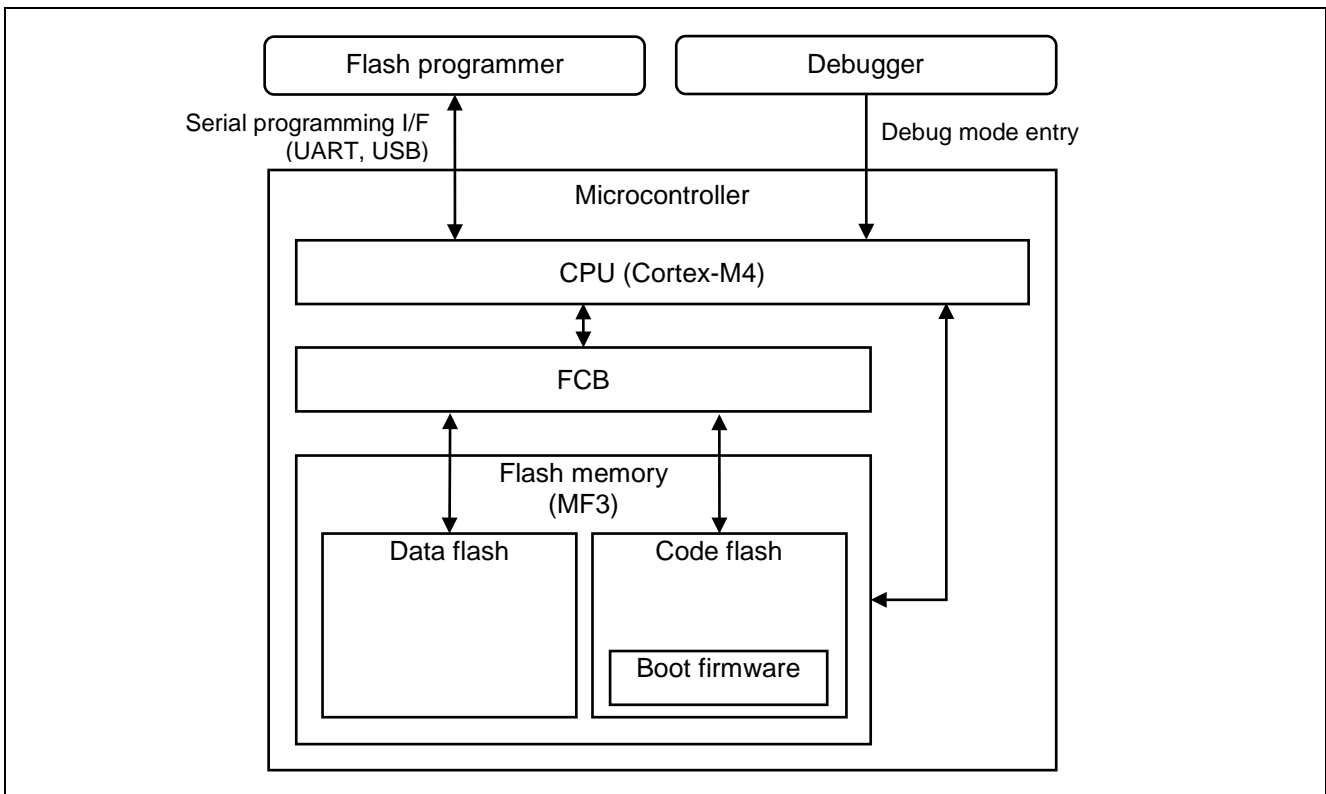 Flash programmer
Debugger
Serial programming I/F
(UART, USB)
Debug mode entry
Microcontroller
CPU (Cortex-M4)
FCB
Flash memory
(MF3)
Data flash
Code flash
Boot firmware